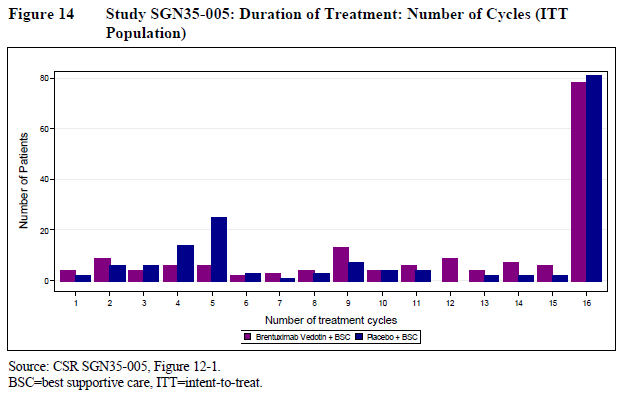 Figure 14 Study SGN35-005: Duration of Treatment: Number of Cycles (ITT
Population)
80
60
40
20
0
Number of Patients
1 2 3 4 5 6 7 8 9 10 11 12 13 14 15 16
Number of treatment cycles
Brentuximab Vedotin + BSC Placebo + BSC
Source: CSR SGN35-005, Figure 12-1.
BSC=best supportive care, ITT=intent-to-treat.